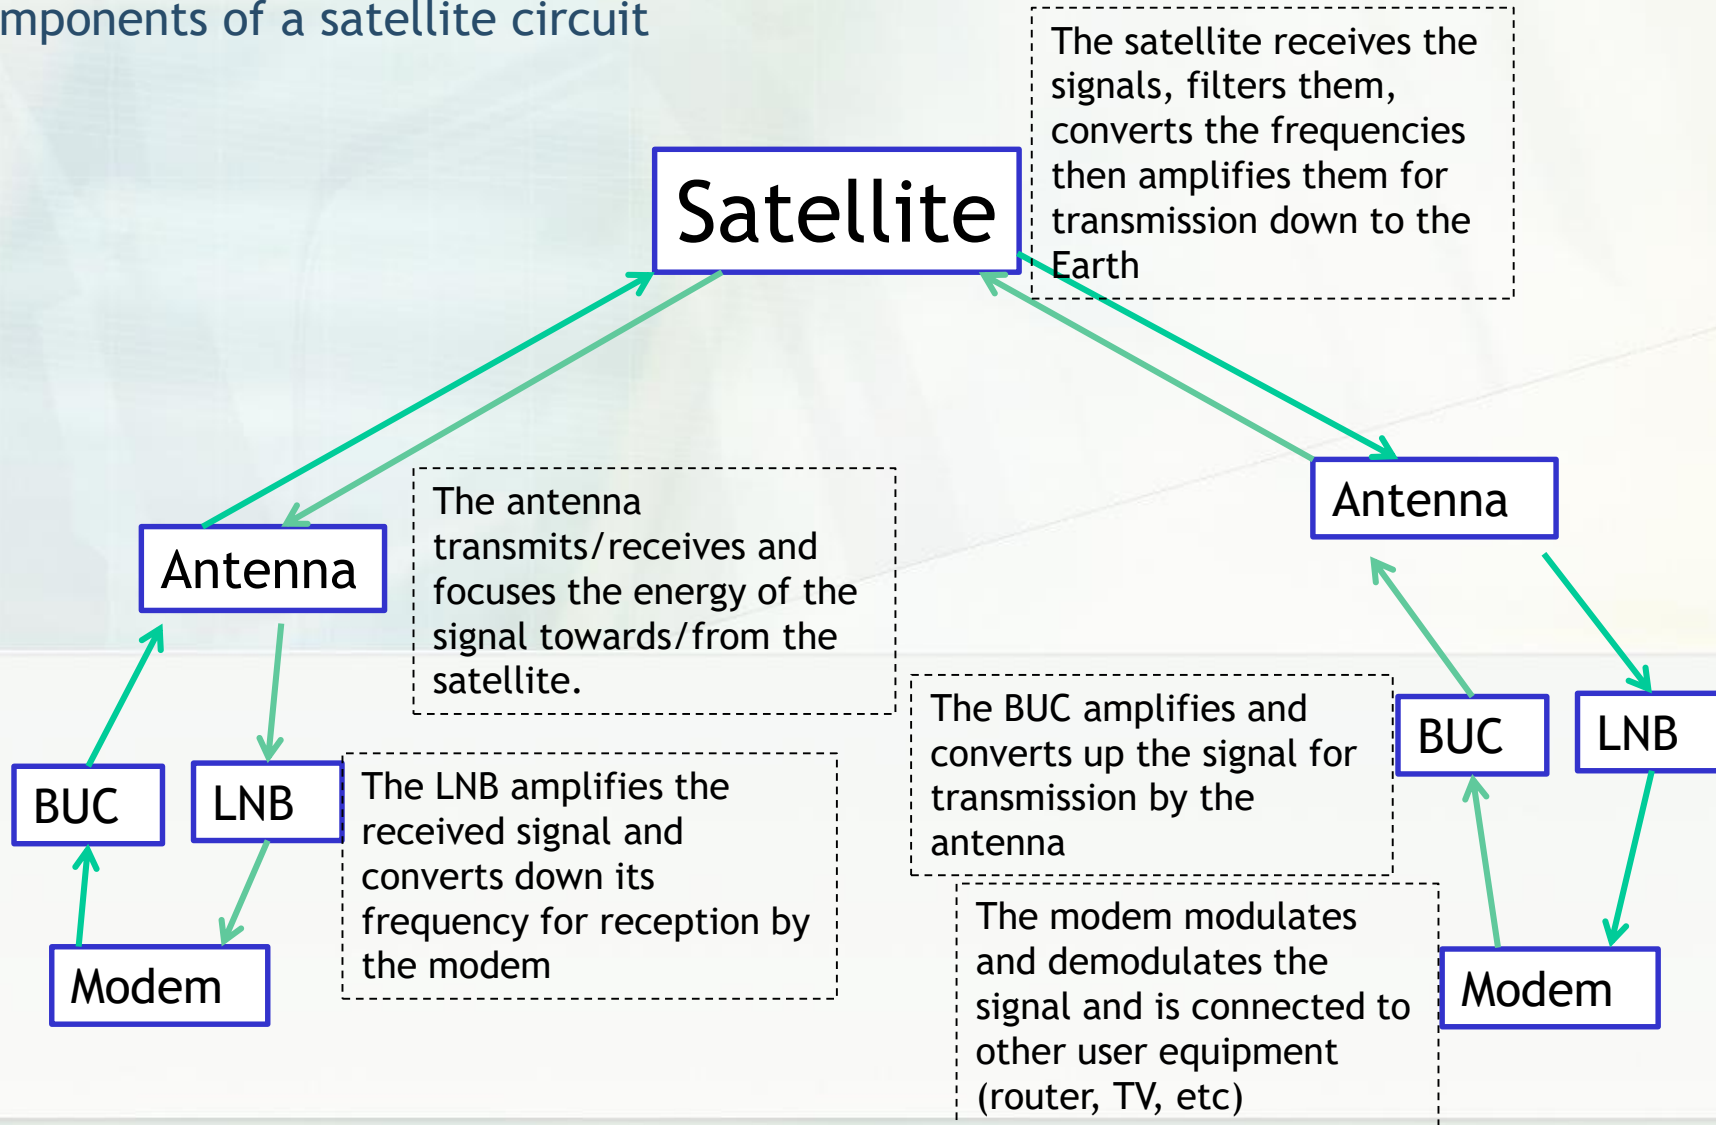 mponents of a satellite circuit
The satellite receives the
signals, filters them,
converts the frequencies
then amplifies them for
transmission down to the
Earth
Satellite
Antenna
The antenna
transmits/receives and
focuses the energy of the
signal towards/from the
satellite.
Antenna
BUC
LNB
The LNB amplifies the
received signal and
converts down its
frequency for reception by
the modem
The BUC amplifies and
converts up the signal for
transmission by the
antenna
BUC
LNB
Modem
The modem modulates
and demodulates the
signal and is connected to
other user equipment
(router, TV, etc)
Modem